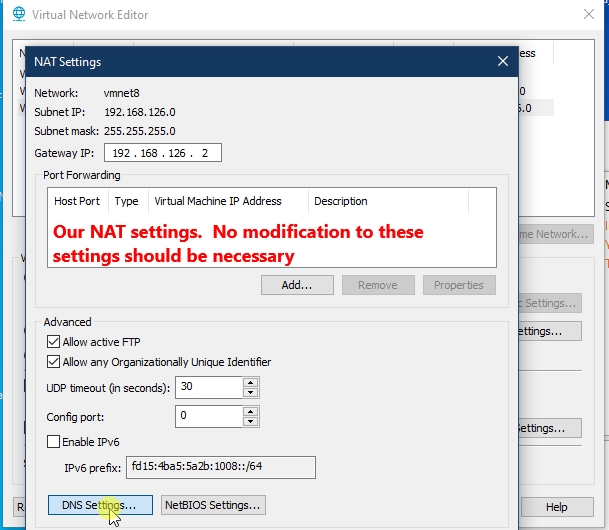 Virtual Network Editor
NAT Settings
ess
Network: vmnet8
Subnet IP: 192.168.126.0
Subnet mask: 255.255.255.0
Gateway IP: 192 . 168 . 126 . 2
Port Forwarding
Host Port Type Virtual Machine IP Address Description
Our NAT settings. No modification to these
settings should be necessary
Add... Remove Properties
Advanced
Allow active FTP
Allow any Organizationally Unique Identifier
UDP timeout (in seconds): 30
Config port: 0
Enable IPv6
IPv6 prefix: fd15:4ba5:5a2b:1008::/64
DNS Settings... NetBIOS Settings...
me Network...
Settings...
ettings...
Settings...
Help